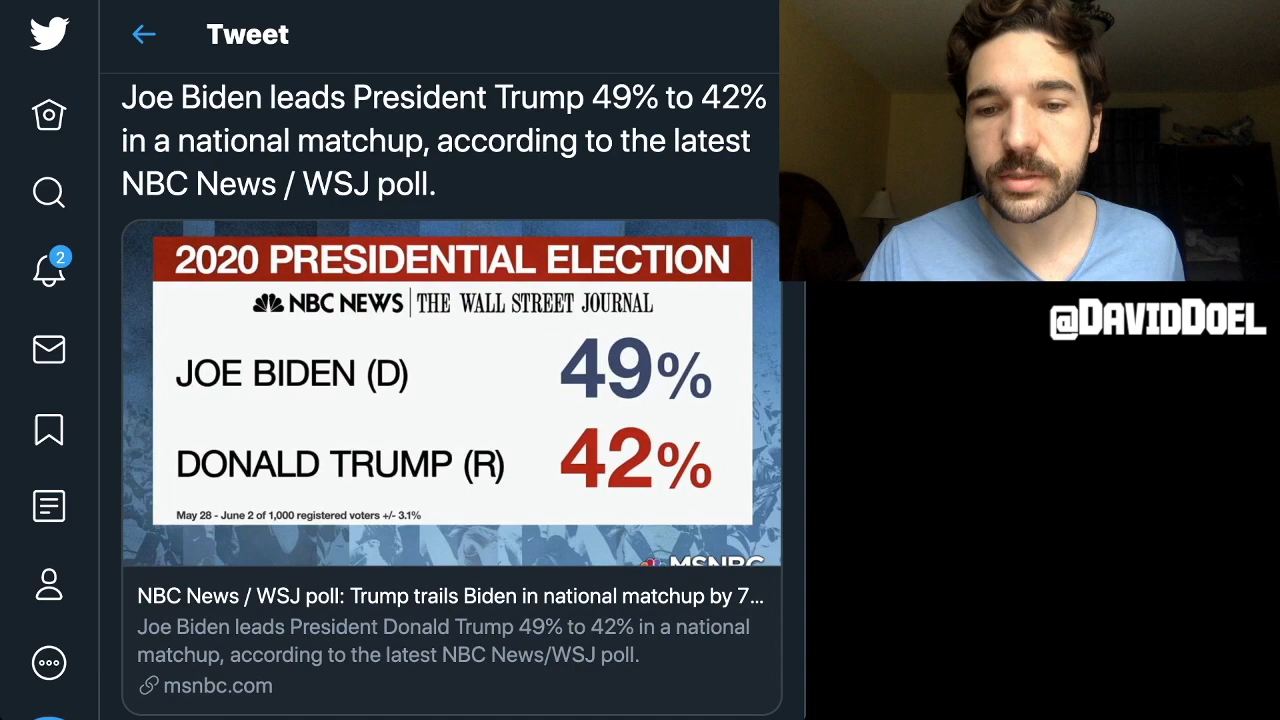 Tweet
Joe Biden leads President Trump 49% to 42%
in a national matchup, according to the latest
NBC News / WSJ poll.
2020 PRESIDENTIAL ELECTION
NBC NEWS | THE WALL STREET JOURNAL
JOE BIDEN (D) 49%
DONALD TRUMP (R) 42%
May 28 - June 2 of 1,000 registered voters +/- 3.1%
MSNBC
NBC News / WSJ poll: Trump trails Biden in national matchup by 7...
Joe Biden leads President Donald Trump 49% to 42% in a national
matchup, according to the latest NBC News/WSJ poll.
msnbc.com
2
@DAVIDDOEL